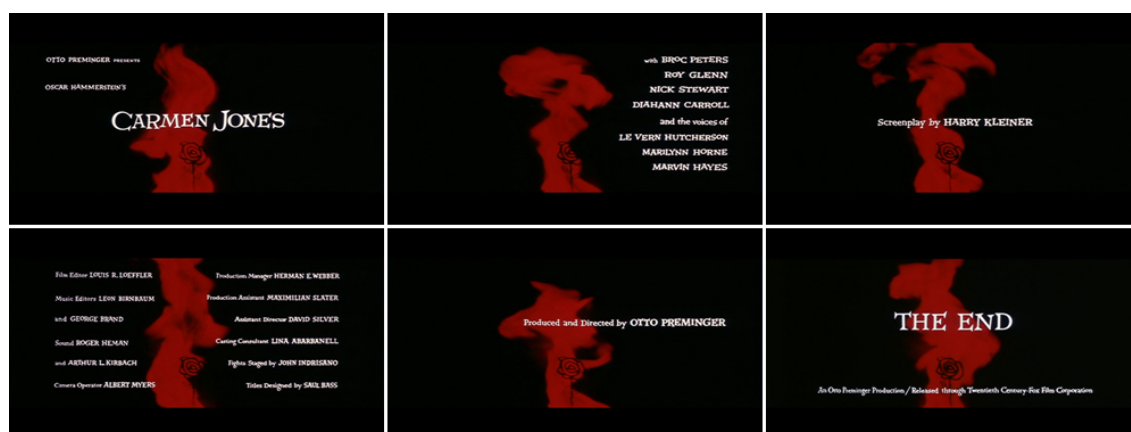 OTTO PREMINGER PRESENTS
OSCAR HAMMERSTEIN'S
CARMEN JONES
with BROC PETERS
ROY GLENN
NICK STEWART
DIAHANN CARROLL
and the voices of
LE VERN HUTCHERSON
MARILYNN HORNE
MARVIN HAYES
Screenplay by HARRY KLEINER
Film Editor LOUIS R. LOEFFLER
Music Editors LEON BIRNBAUM
and GEORGE BRAND
Sound ROGER HEMAN
and ARTHUR L. KIRBACH
Camera Operator ALBERT MYERS
Production Manager HERMAN E. WEBBER
Production Assistant MAXIMILIAN SLATER
Assistant Director DAVID SILVER
Casting Consultant LINA ABARBANELL
Fights Staged by JOHN INDRISANO
Titles Designed by SAUL BASS
Produced and Directed by OTTO PREMINGER
THE END
An Otto Preminger Production / Released through Twentieth Century-Fox Film Corporation